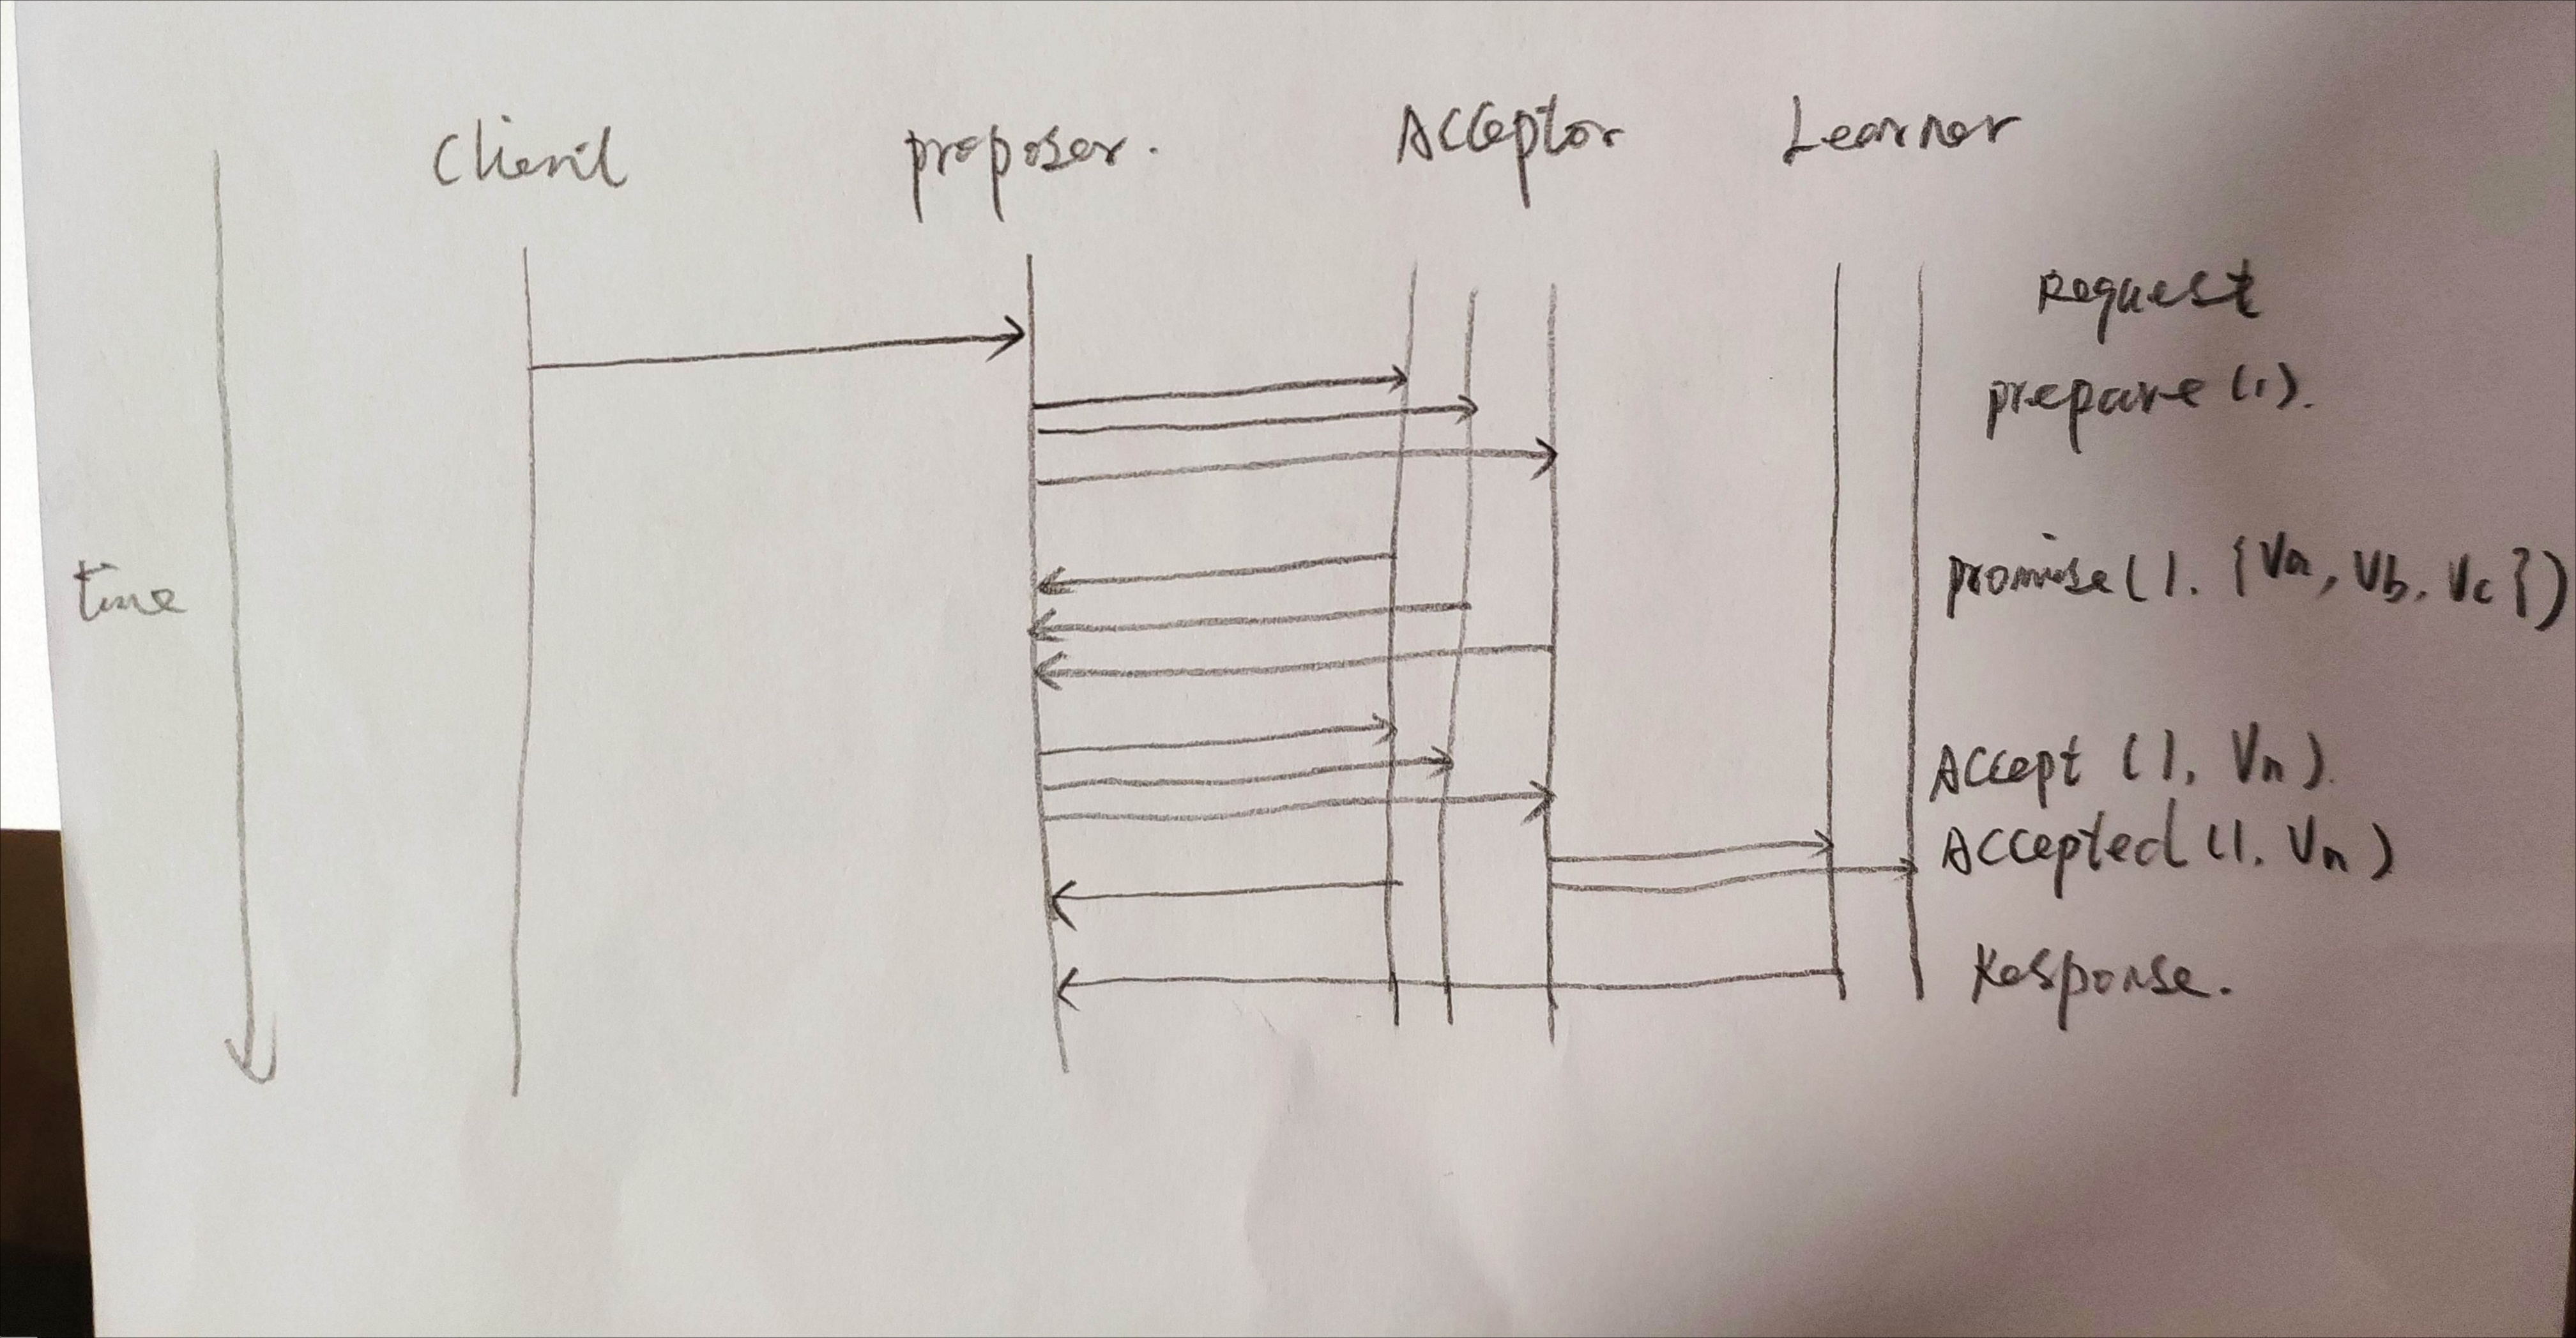 Client proposer. Acceptor Learner
Request
prepare (1).
time
promise (1. {Va, Vb, Vc})
Accept (1, Vn).
Accepted (1. Vn)
Response.